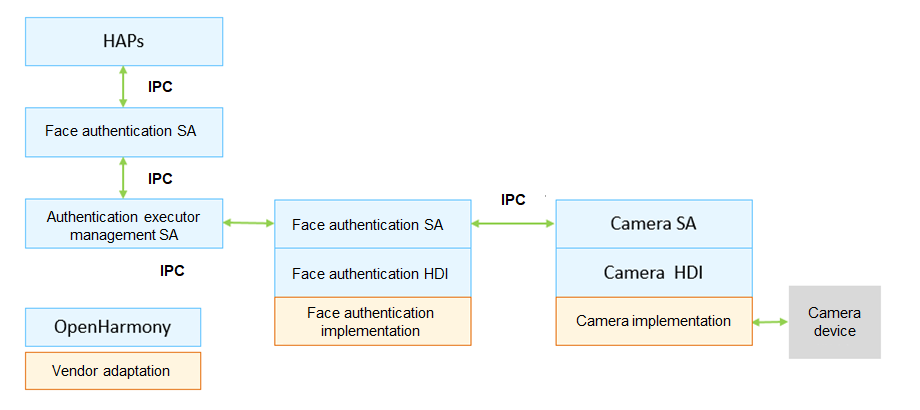 HAPs
IPC
Face authentication SA
IPC
Authentication executor
management SA
IPC
Face authentication SA
IPC
Camera SA
Face authentication HDI
Camera HDI
Face authentication
implementation
Camera implementation
Camera
device
OpenHarmony
Vendor adaptation